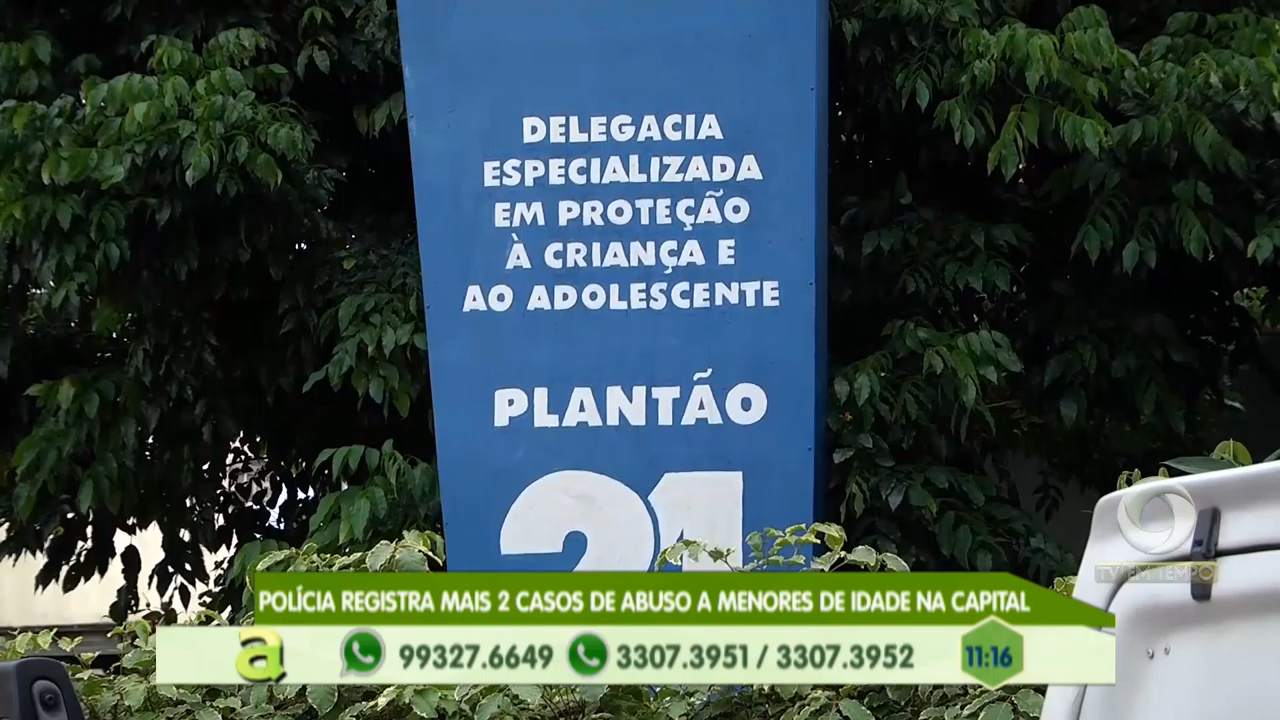 DELEGACIA
ESPECIALIZADA
EM PROTEÇÃO
À CRIANÇA E
AO ADOLESCENTE
PLANTÃO
21
TV EM TEMPO
POLÍCIA REGISTRA MAIS 2 CASOS DE ABUSO A MENORES DE IDADE NA CAPITAL
a 99327.6649 3307.3951 / 3307.3952 11:16